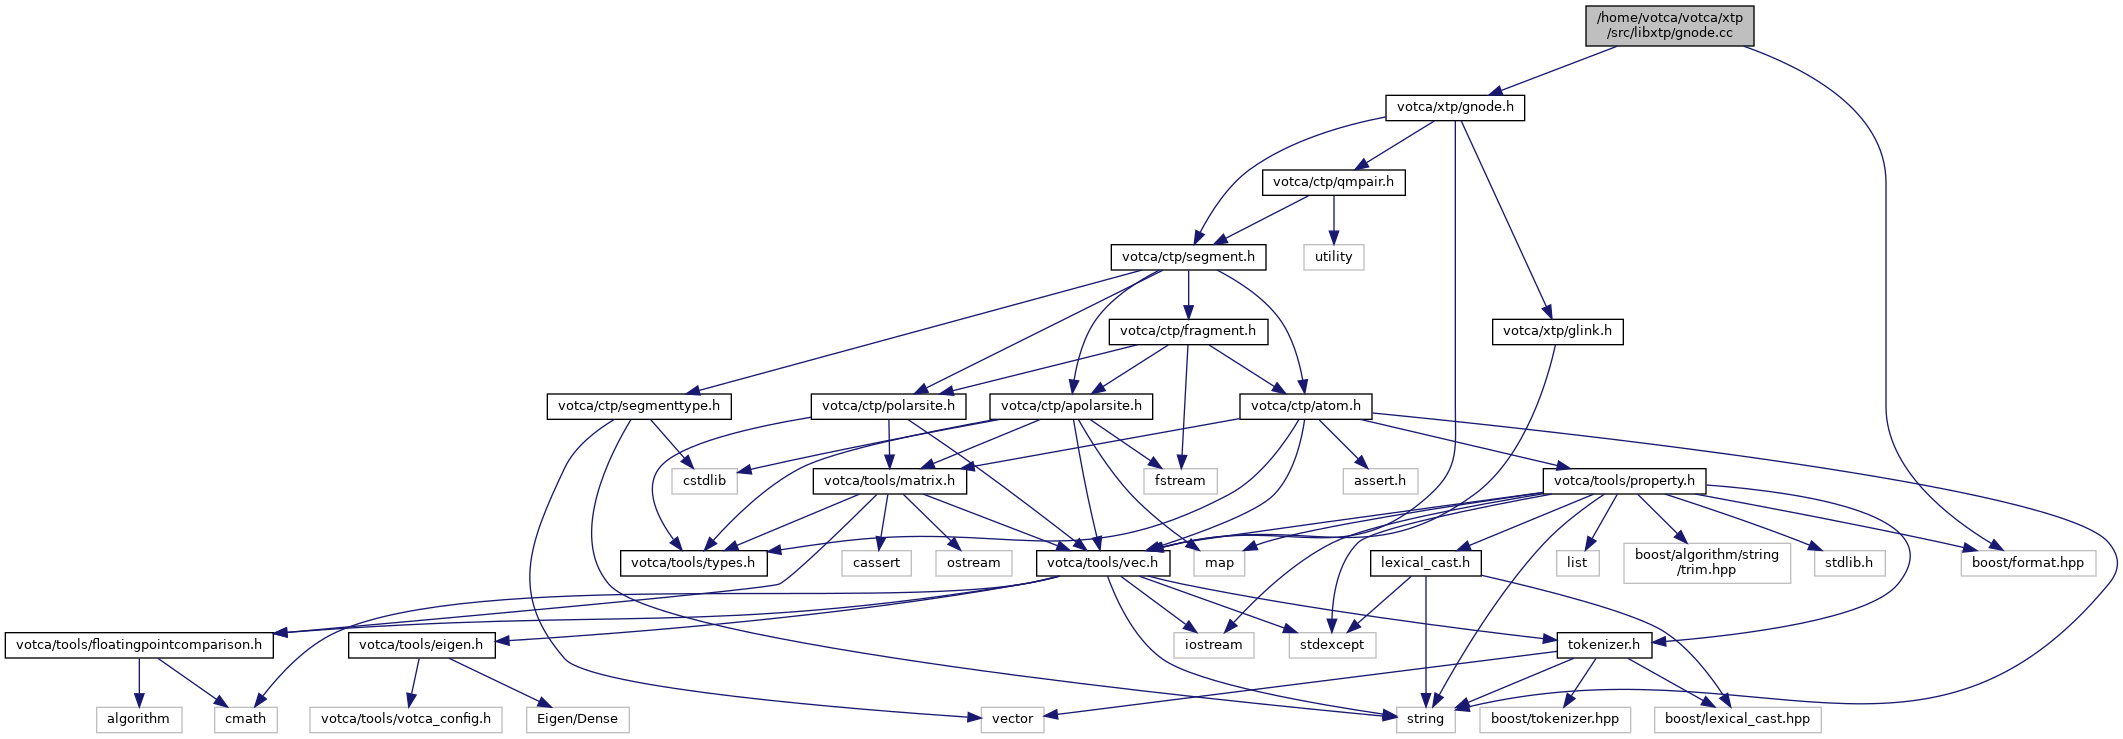 /home/votca/votca/xtp
/src/libxtp/gnode.cc
votca/xtp/gnode.h
votca/ctp/qmpair.h
votca/ctp/segment.h
utility
votca/ctp/fragment.h
votca/xtp/glink.h
votca/ctp/segmenttype.h
votca/ctp/polarsite.h
votca/ctp/apolarsite.h
votca/ctp/atom.h
cstdlib
votca/tools/matrix.h
fstream
assert.h
votca/tools/property.h
votca/tools/types.h
cassert
ostream
votca/tools/vec.h
map
lexical_cast.h
list
boost/algorithm/string
/trim.hpp
stdlib.h
boost/format.hpp
votca/tools/floatingpointcomparison.h
votca/tools/eigen.h
iostream
stdexcept
tokenizer.h
algorithm
cmath
votca/tools/votca_config.h
Eigen/Dense
vector
string
boost/tokenizer.hpp
boost/lexical_cast.hpp